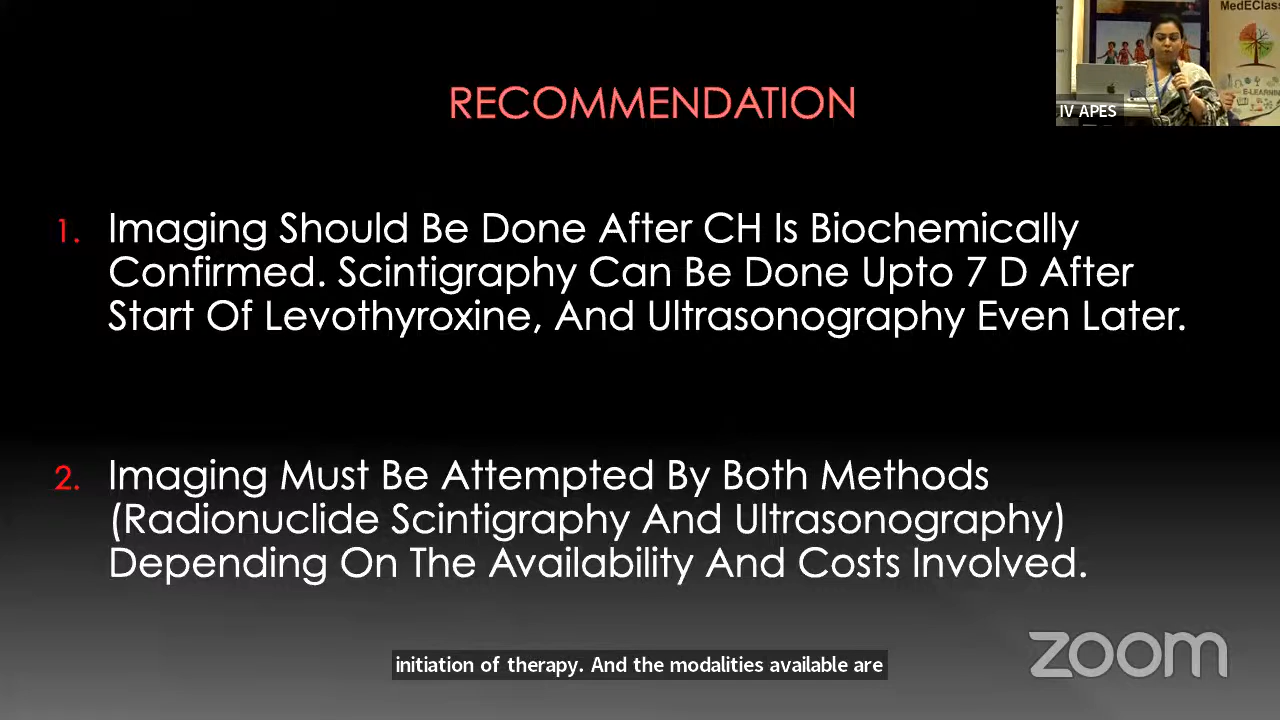 MedEClass
E-LEARNING
IV APES
RECOMMENDATION
1. Imaging Should Be Done After CH Is Biochemically
Confirmed. Scintigraphy Can Be Done Upto 7 D After
Start Of Levothyroxine, And Ultrasonography Even Later.
2. Imaging Must Be Attempted By Both Methods
(Radionuclide Scintigraphy And Ultrasonography)
Depending On The Availability And Costs Involved.
initiation of therapy. And the modalities available are
zoom